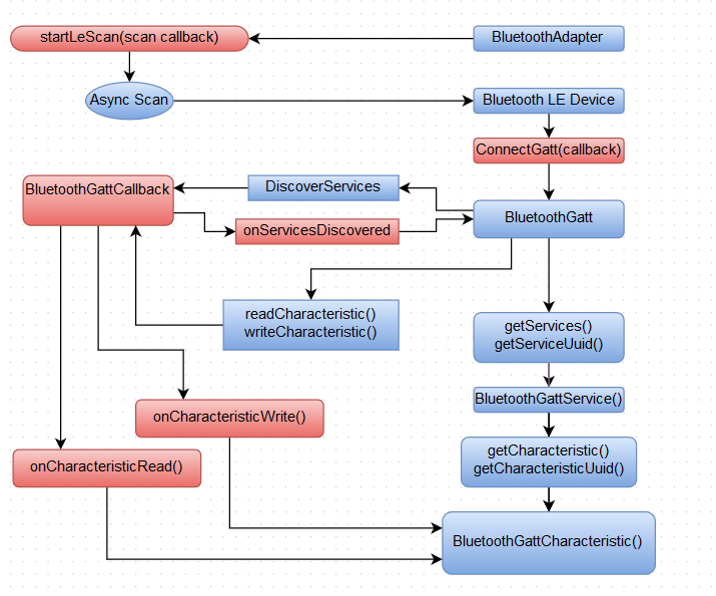 startLeScan(scan callback)
BluetoothAdapter
Async Scan
Bluetooth LE Device
ConnectGatt(callback)
BluetoothGattCallback
DiscoverServices
BluetoothGatt
onServicesDiscovered
readCharacteristic()
writeCharacteristic()
getServices()
getServiceUuid()
BluetoothGattService()
onCharacteristicWrite()
getCharacteristic()
getCharacteristicUuid()
onCharacteristicRead()
BluetoothGattCharacteristic()